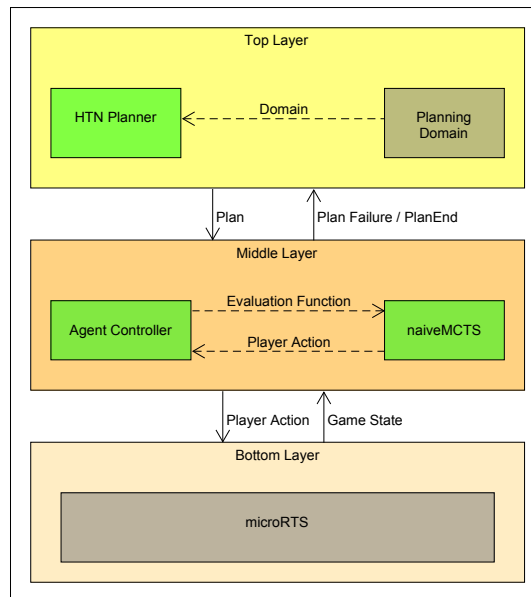 Top Layer
Domain
HTN Planner
Planning
Domain
Plan
Plan Failure / PlanEnd
Middle Layer
Evaluation Function
Agent Controller
naiveMCTS
Player Action
Player Action
Game State
Bottom Layer
microRTS